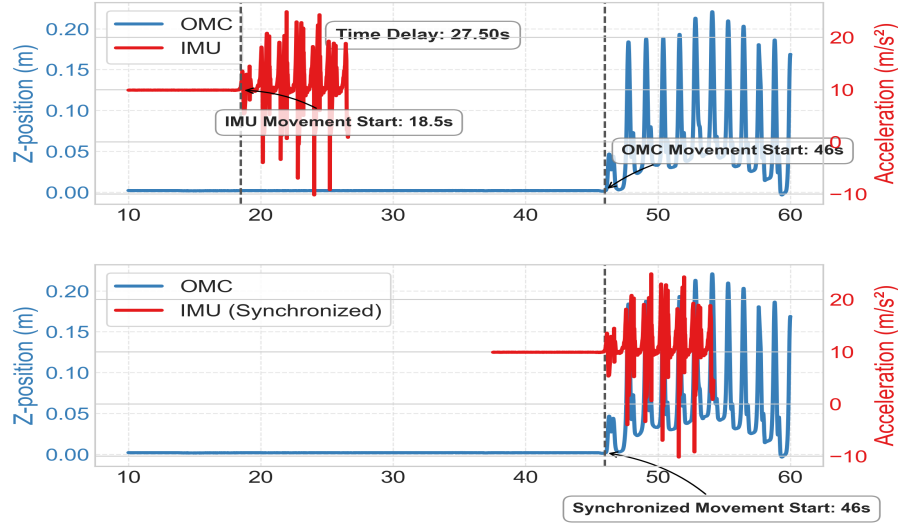 OMC
IMU
Time Delay: 27.50s
IMU Movement Start: 18.5s
OMC Movement Start: 46s
Z-position (m)
0.20
0.15
0.10
0.05
0.00
Acceleration (m/s²)
20
10
0
−10
10 20 30 40 50 60
OMC
IMU (Synchronized)
Z-position (m)
0.20
0.15
0.10
0.05
0.00
Acceleration (m/s²)
20
10
0
−10
10 20 30 40 50 60
Synchronized Movement Start: 46s